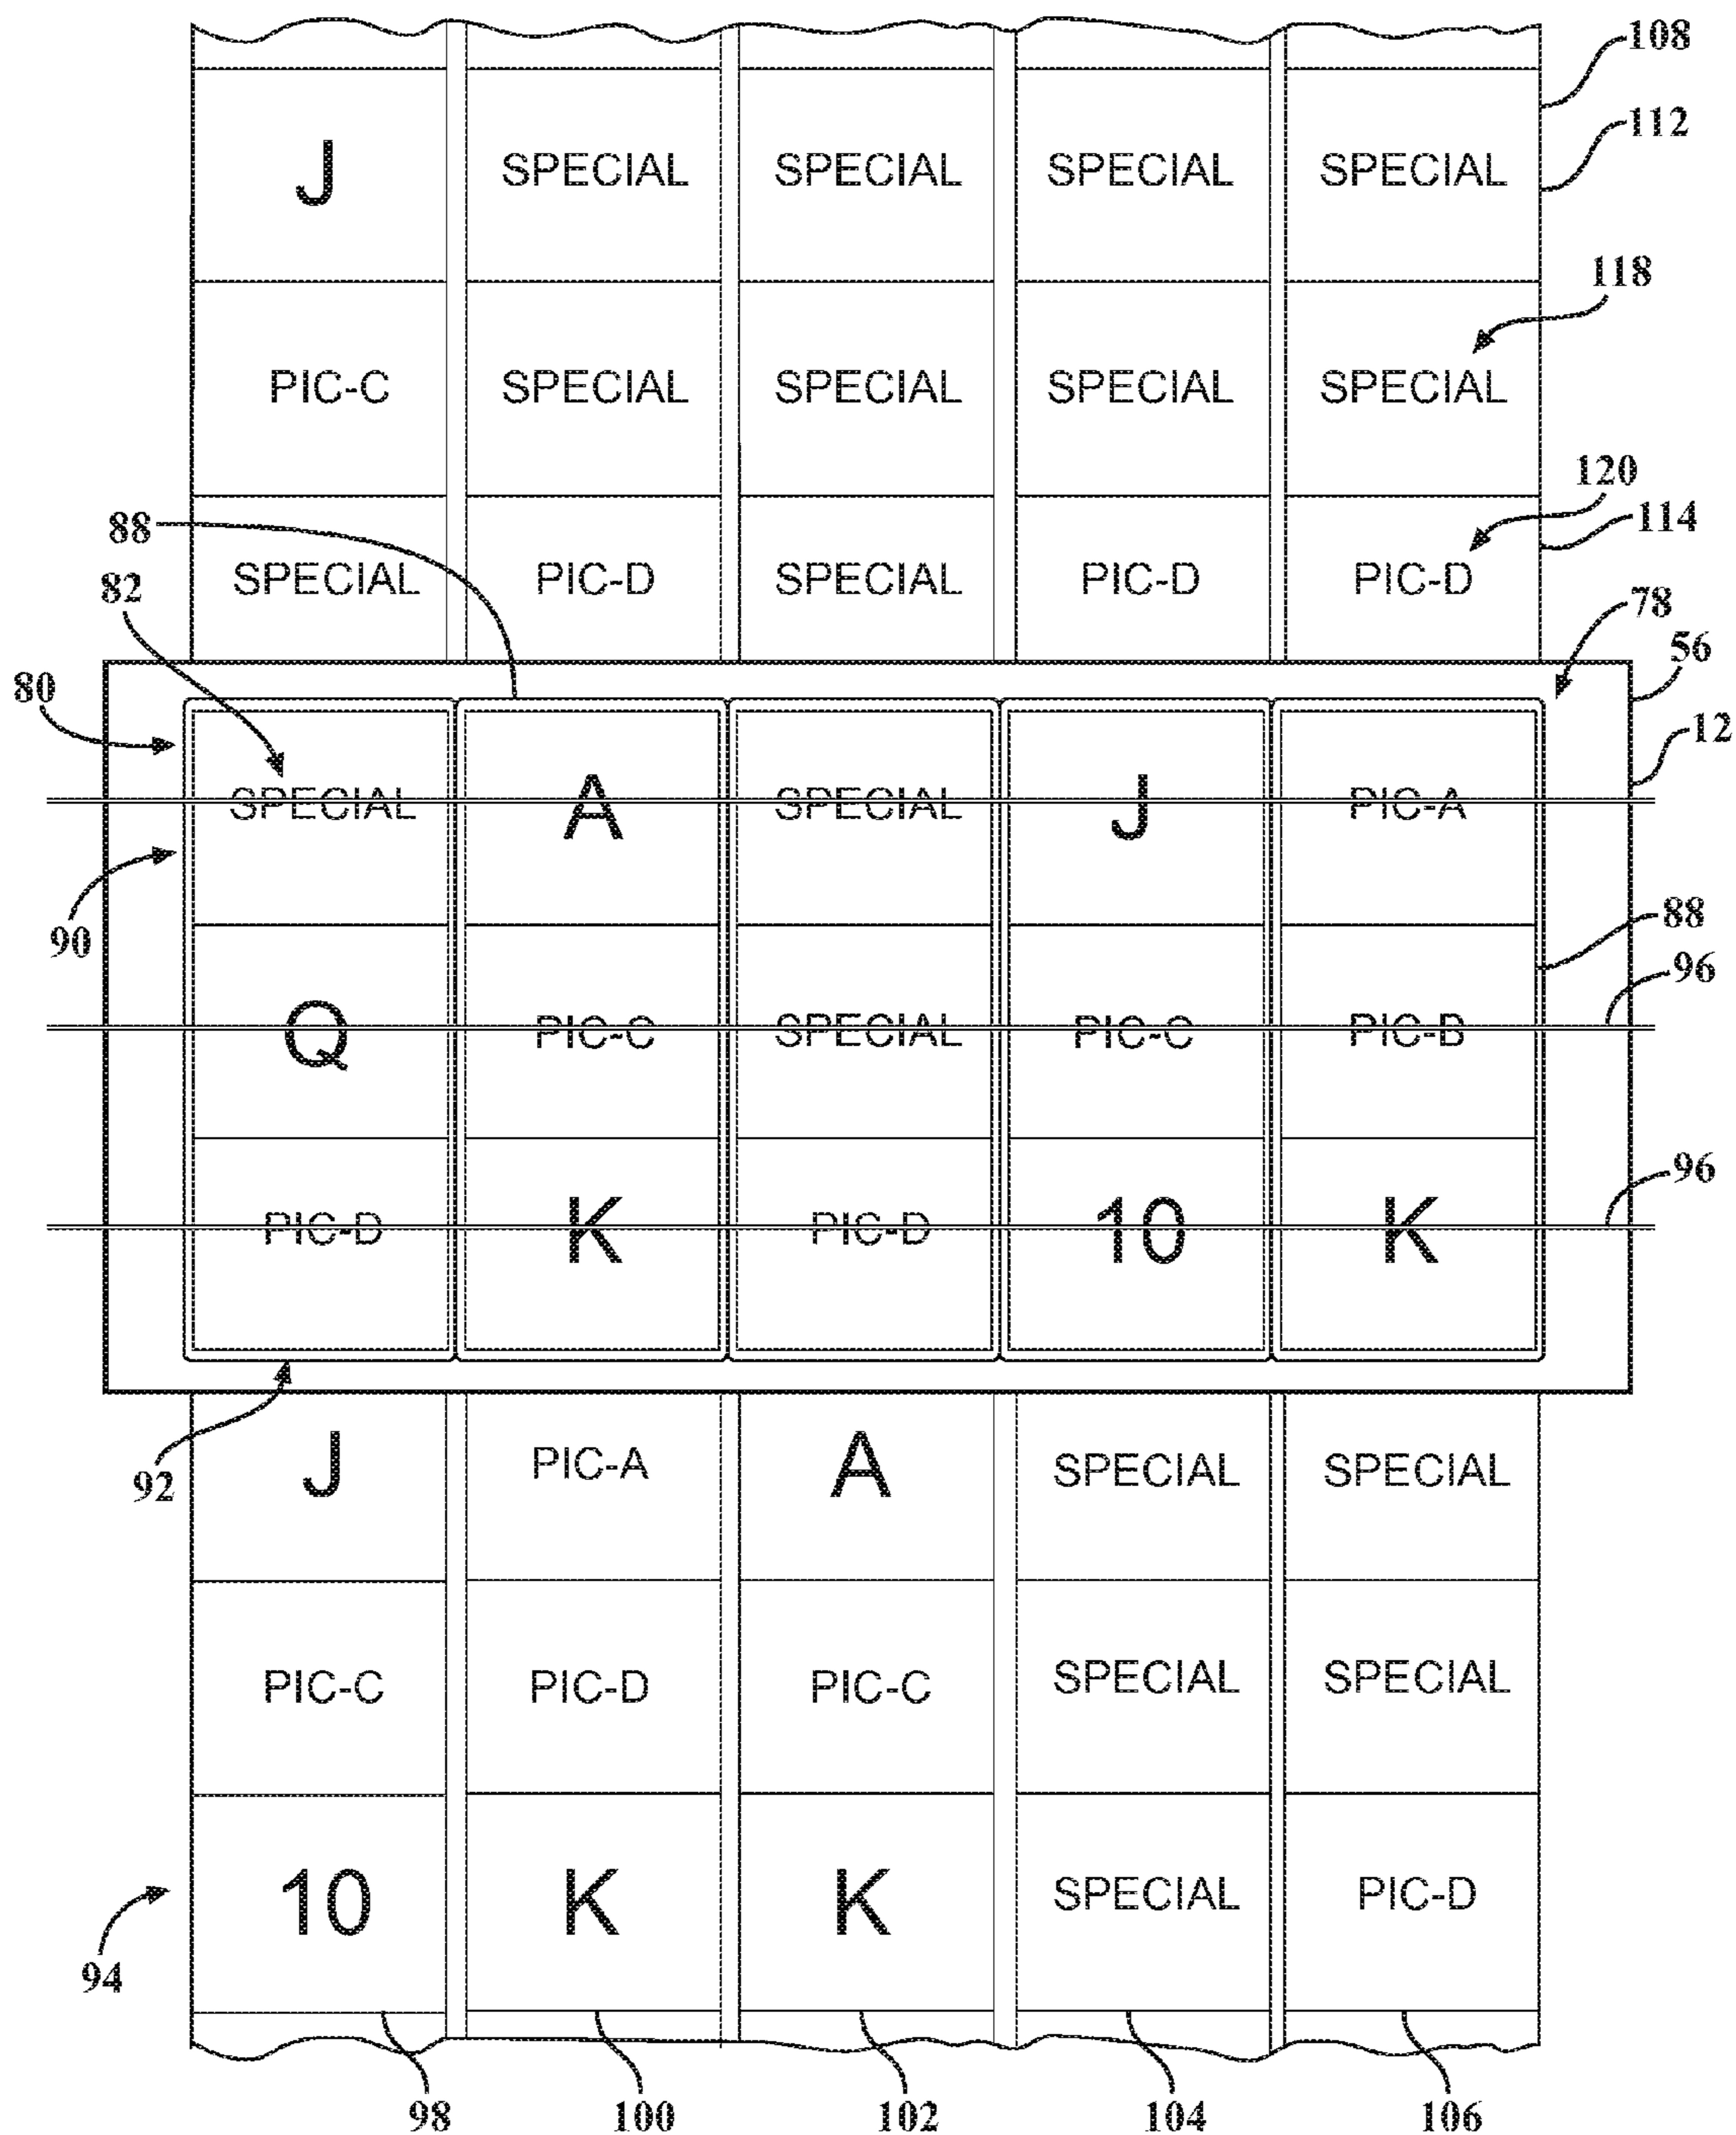 108
J SPECIAL SPECIAL SPECIAL SPECIAL 112
118
PIC-C SPECIAL SPECIAL SPECIAL SPECIAL
120
88 114
SPECIAL PIC-D SPECIAL PIC-D PIC-D
82 78
56
80
12
SPECIAL A SPECIAL J PIC-A
90 88
96
Q PIC-C SPECIAL PIC-C PIC-B
96
PIC-D K PIC-D 10 K
J PIC-A A SPECIAL SPECIAL
92
PIC-C PIC-D PIC-C SPECIAL SPECIAL
10 K K SPECIAL PIC-D
94
98 100 102 104 106